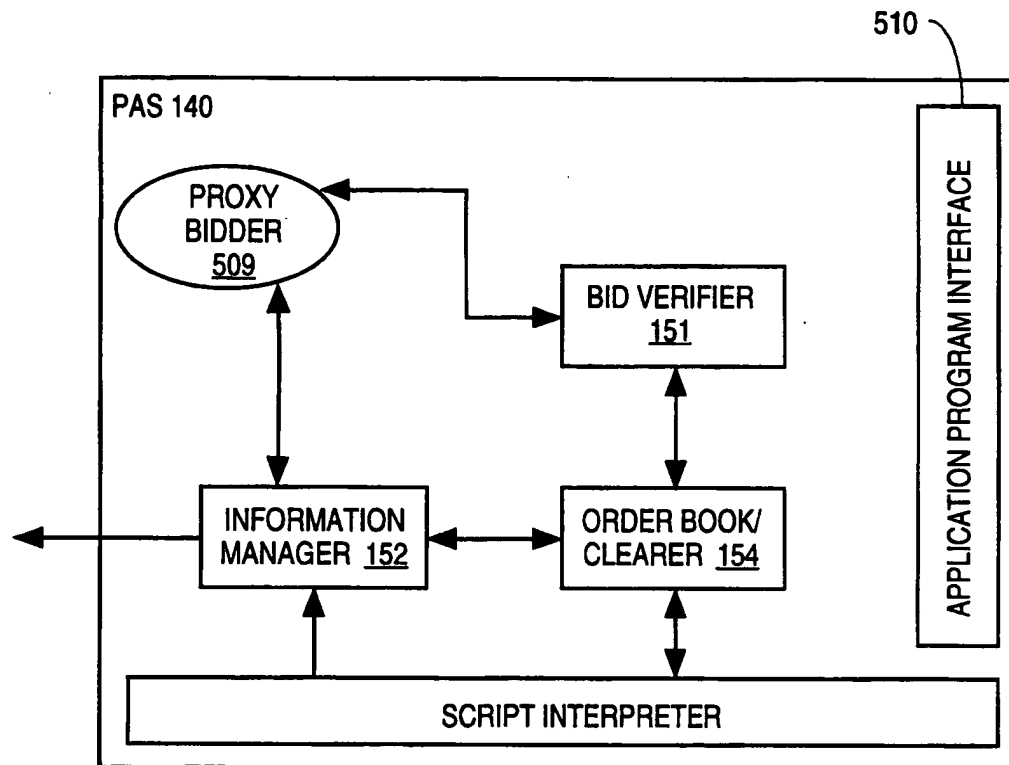 510
PAS 140
PROXY
BIDDER
509
BID VERIFIER
151
APPLICATION PROGRAM INTERFACE
INFORMATION
MANAGER 152
ORDER BOOK/
CLEARER 154
SCRIPT INTERPRETER